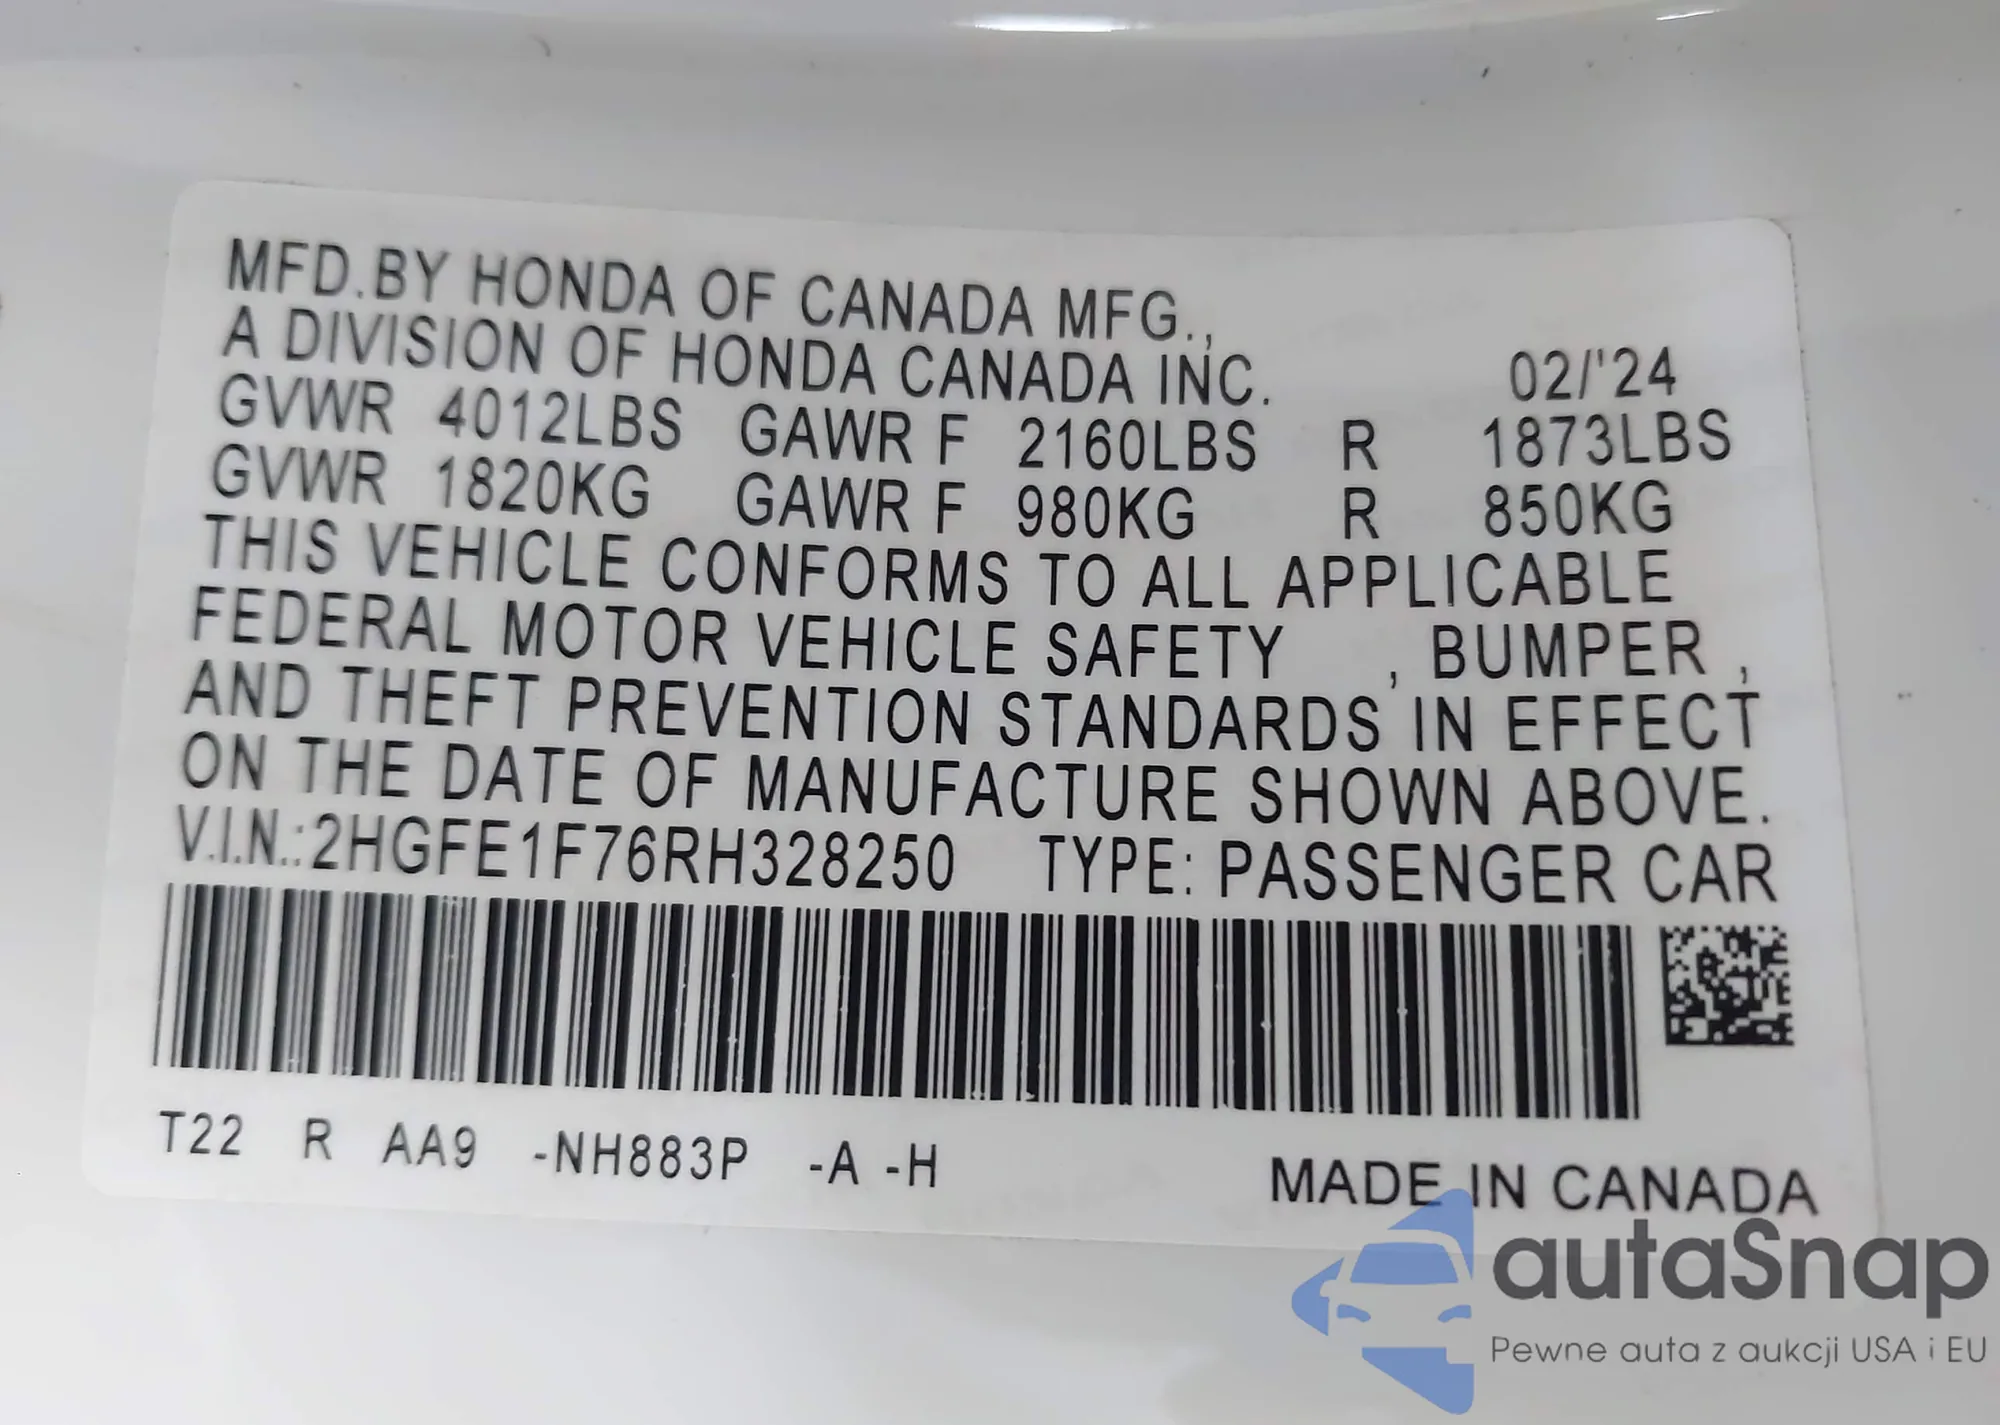 MFD.BY HONDA OF CANADA MFG.,
A DIVISION OF HONDA CANADA INC. 02/'24
GVWR 4012LBS GAWR F 2160LBS R 1873LBS
GVWR 1820KG GAWR F 980KG R 850KG
THIS VEHICLE CONFORMS TO ALL APPLICABLE
FEDERAL MOTOR VEHICLE SAFETY , BUMPER ,
AND THEFT PREVENTION STANDARDS IN EFFECT
ON THE DATE OF MANUFACTURE SHOWN ABOVE.
V.I.N.:2HGFE1F76RH328250 TYPE: PASSENGER CAR
T22 R AA9 -NH883P -A -H
MADE IN CANADA
autaSnap
Pewne auta z aukcji USA i EU